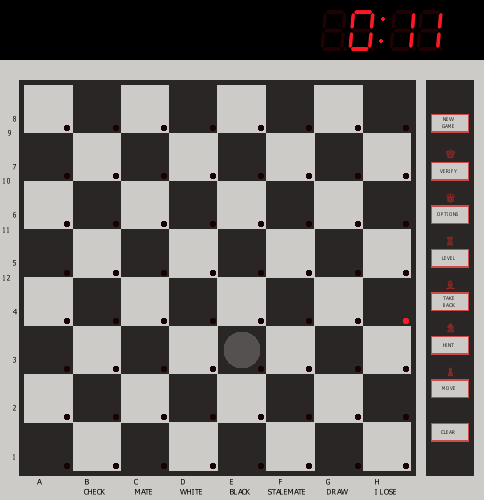 0:11
8
NEW
GAME
9
7
VERIFY
10
6
OPTIONS
11
5
LEVEL
12
4
TAKE
BACK
3
HINT
2
MOVE
1
CLEAR
A B C D E F G H
CHECK MATE WHITE BLACK STALEMATE DRAW I LOSE